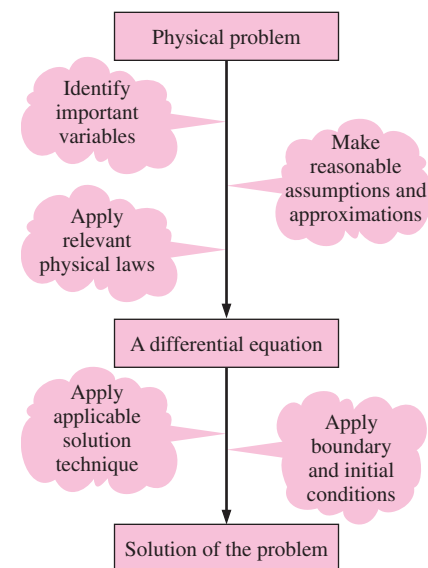 Physical problem
Identify
important
variables
Make
reasonable
assumptions and
approximations
Apply
relevant
physical laws
A differential equation
Apply
applicable
solution
technique
Apply
boundary
and initial
conditions
Solution of the problem